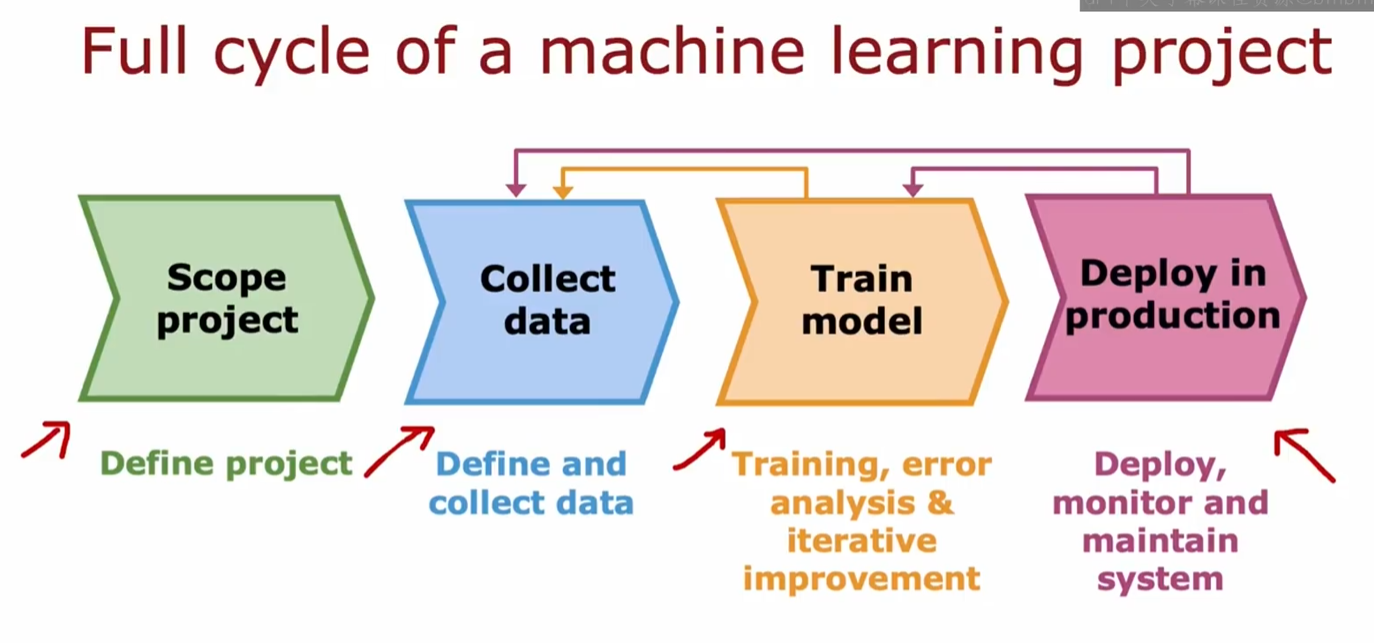 Full cycle of a machine learning project
Scope
project
Collect
data
Train
model
Deploy in
production
Define project
Define and
collect data
Training, error
analysis &
iterative
improvement
Deploy,
monitor and
maintain
system